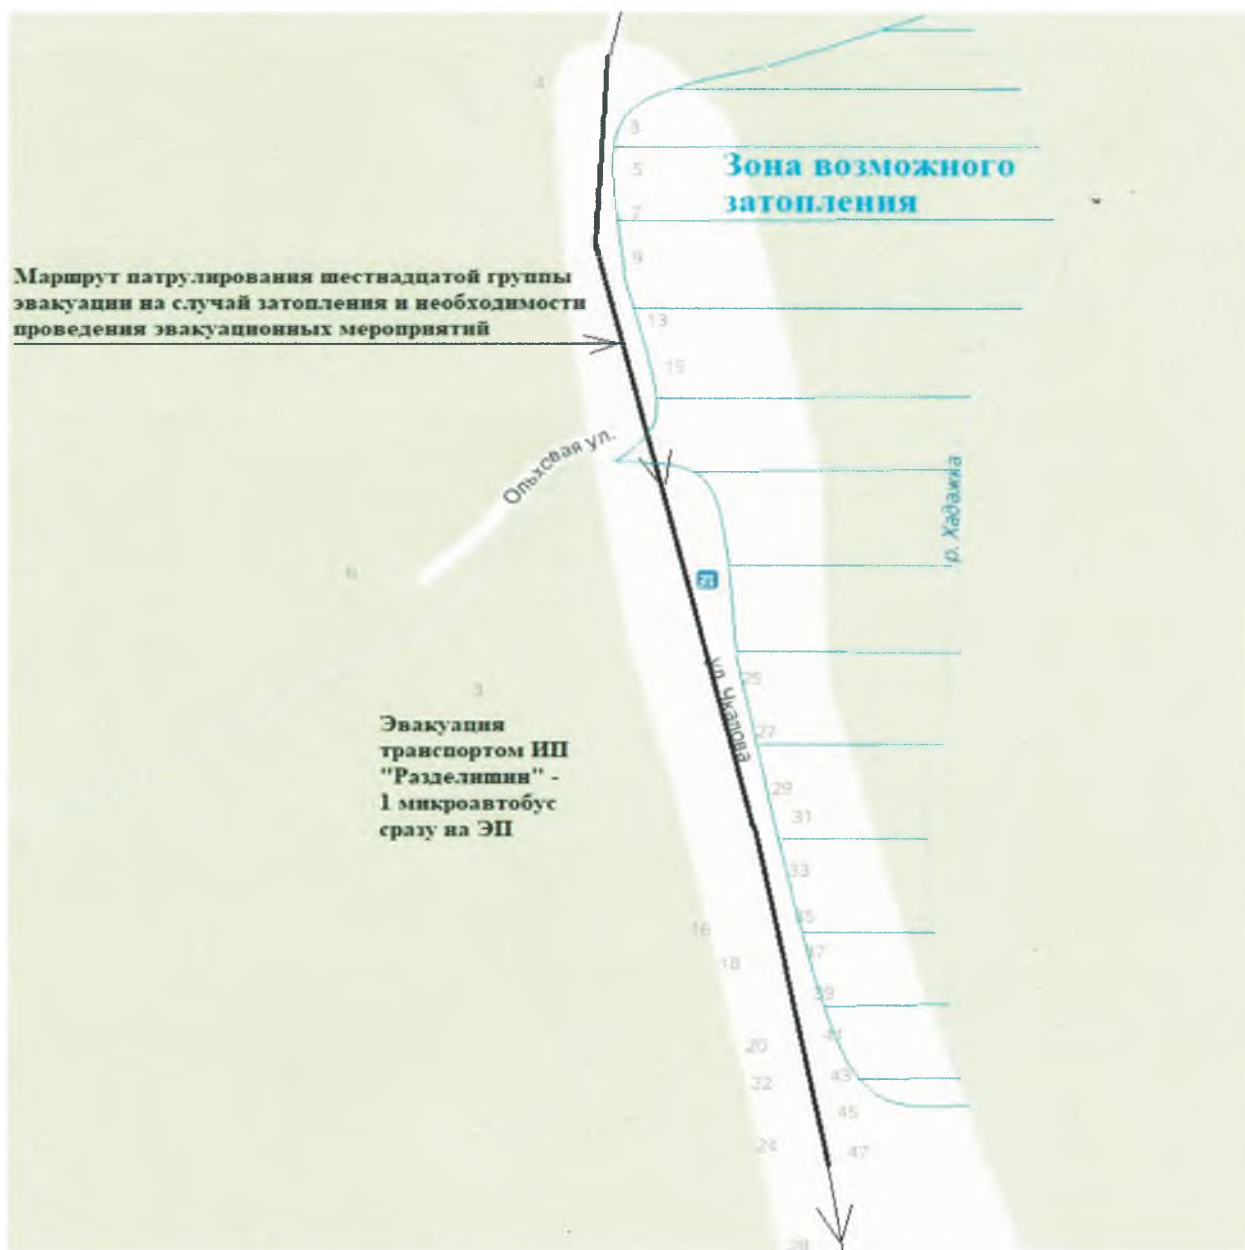 4
3
Зона возможного
затопления
5
7
9
Маршрут патрулирования шестнадцатой группы
эвакуации на случай затопления и необходимости
проведения эвакуационных мероприятий
13
15
Ольховая ул.
р. Хадажка
6
ул. Чкалова
25
3
Эвакуация
транспортом ИП
"Разделишин" -
1 микроавтобус
сразу на ЭП
27
29
31
33
16
18
39
20
41
22
43
45
24
47
28